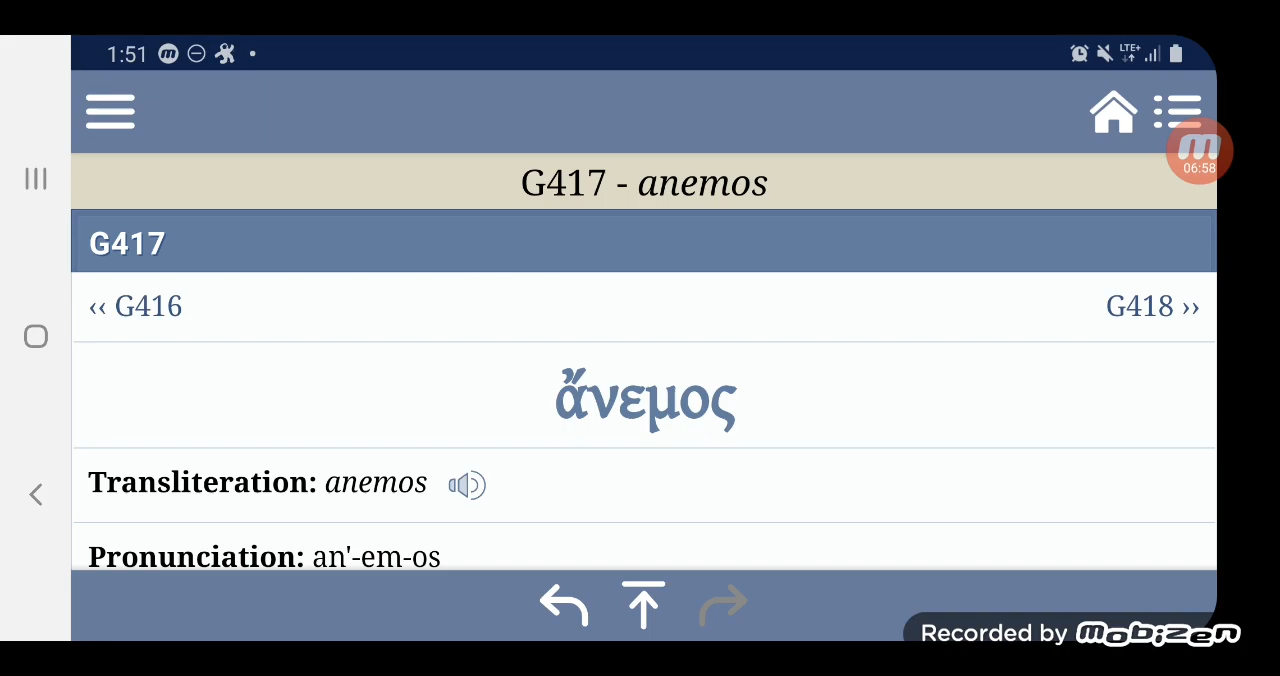 1:51
LTE+
06:58
G417 - anemos
G417
‹‹ G416
G418 ››
ἄνεμος
Transliteration: anemos
Pronunciation: an'-em-os
Recorded by mobizen